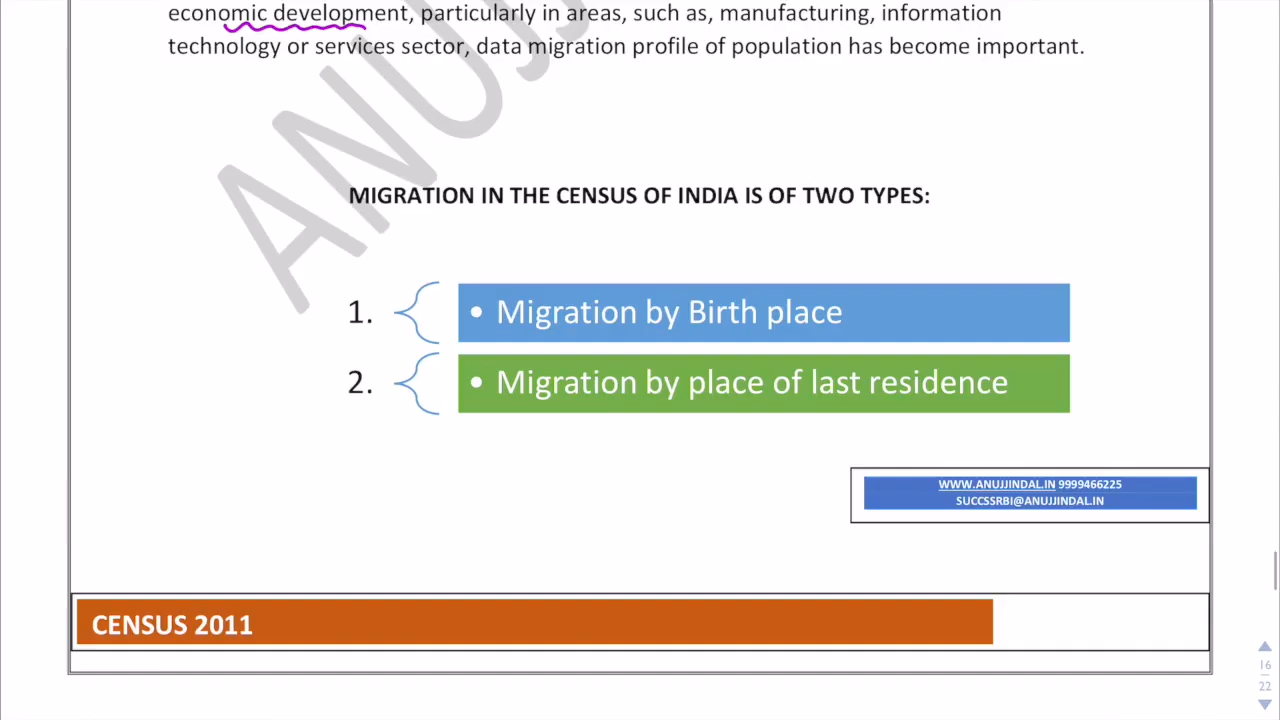 economic development, particularly in areas, such as, manufacturing, information
technology or services sector, data migration profile of population has become important.
ANUJJ
MIGRATION IN THE CENSUS OF INDIA IS OF TWO TYPES:
1. • Migration by Birth place
2. • Migration by place of last residence
WWW.ANUJJINDAL.IN 9999466225
SUCCSSRBI@ANUJJINDAL.IN
CENSUS 2011
16
22